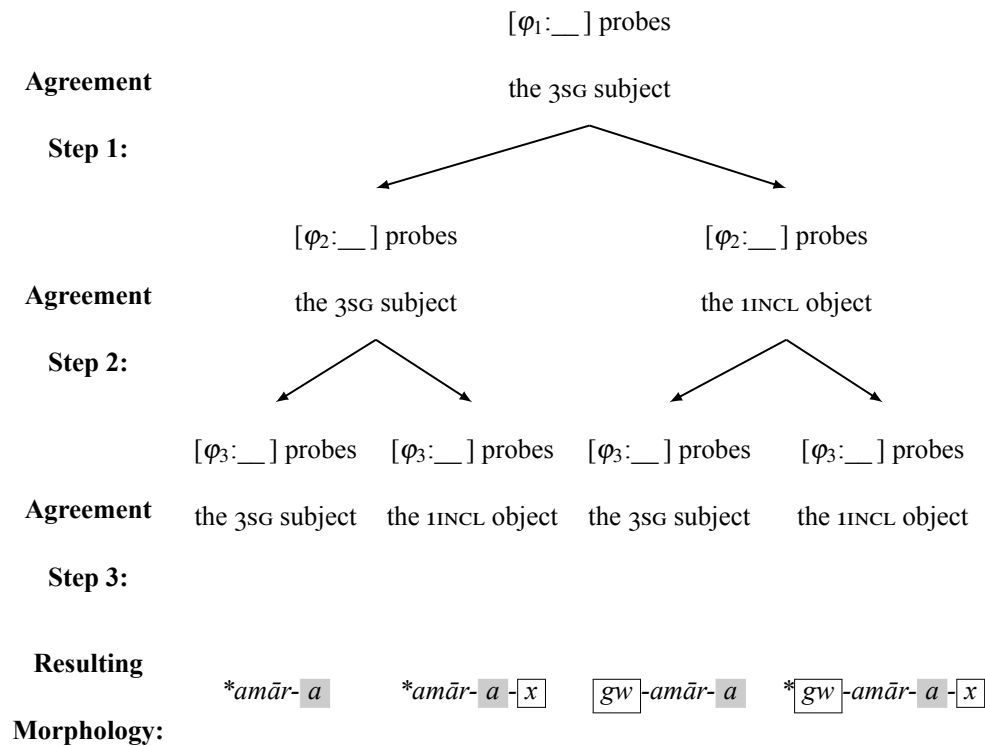 [φ₁:__ ] probes
Agreement
the 3SG subject
Step 1:
[φ₂:__ ] probes [φ₂:__ ] probes
Agreement
the 3SG subject the 1INCL object
Step 2:
[φ₃:__ ] probes [φ₃:__ ] probes [φ₃:__ ] probes [φ₃:__ ] probes
Agreement
the 3SG subject the 1INCL object the 3SG subject the 1INCL object
Step 3:
Resulting
*amār- a *amār- a - x gw -amār- a * gw -amār- a - x
Morphology: